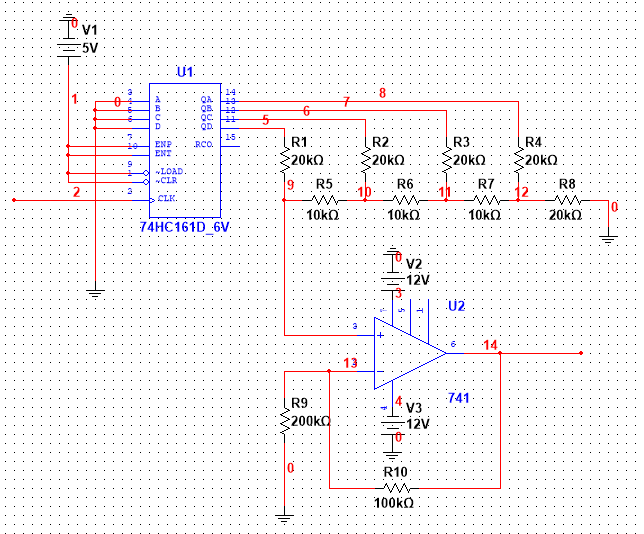 0
V1
5V
1
U1
3
4
5
6
7
10
9
1
2
A
B
C
D
ENP
ENT
~LOAD
~CLR
CLK
QA
QB
QC
QD
RCO
14
13
12
11
15
0
2
74HC161D_6V
8
7
6
5
R1
20kΩ
R2
20kΩ
R3
20kΩ
R4
20kΩ
9
R5
10kΩ
10
R6
10kΩ
11
R7
10kΩ
12
R8
20kΩ
0
0
V2
12V
3
5
U2
3
+
-
6
14
13
741
4
V3
12V
0
R9
200kΩ
0
R10
100kΩ